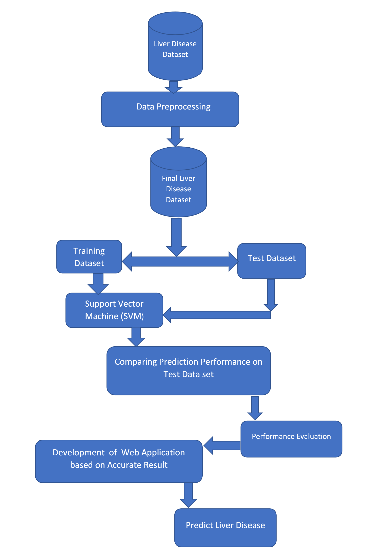 Liver Disease
Dataset
Data Preprocessing
Final Liver
Disease
Dataset
Training
Dataset
Test Dataset
Support Vector
Machine (SVM)
Comparing Prediction Performance on
Test Data set
Performance Evaluation
Development of Web Application
based on Accurate Result
Predict Liver Disease